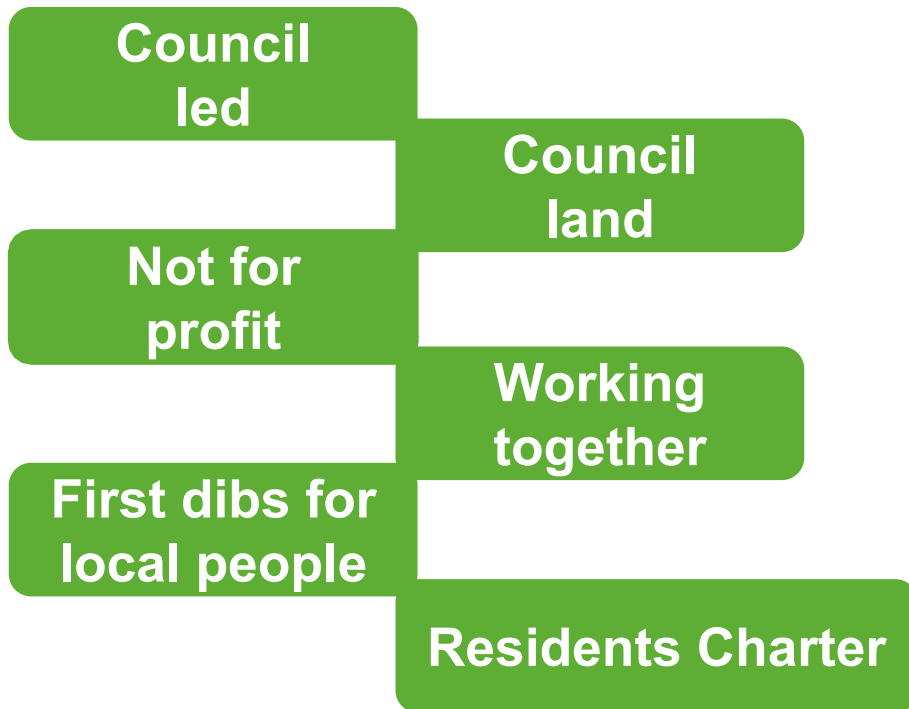 Council
led
Council
land
Not for
profit
Working
together
First dibs for
local people
Residents Charter